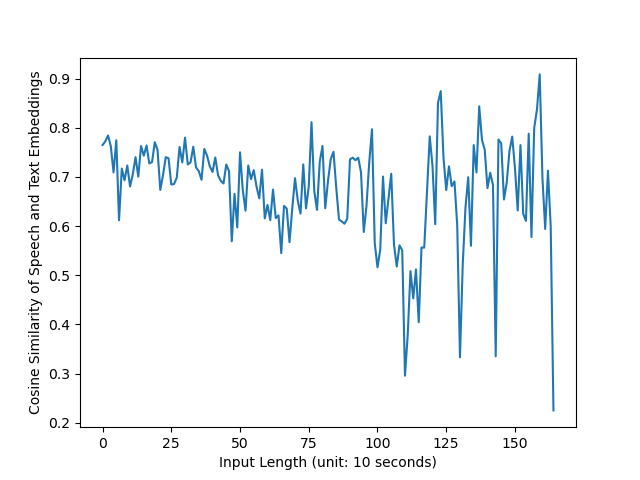 0.9
0.8
0.7
0.6
0.5
0.4
0.3
0.2
Cosine Similarity of Speech and Text Embeddings
0 25 50 75 100 125 150
Input Length (unit: 10 seconds)